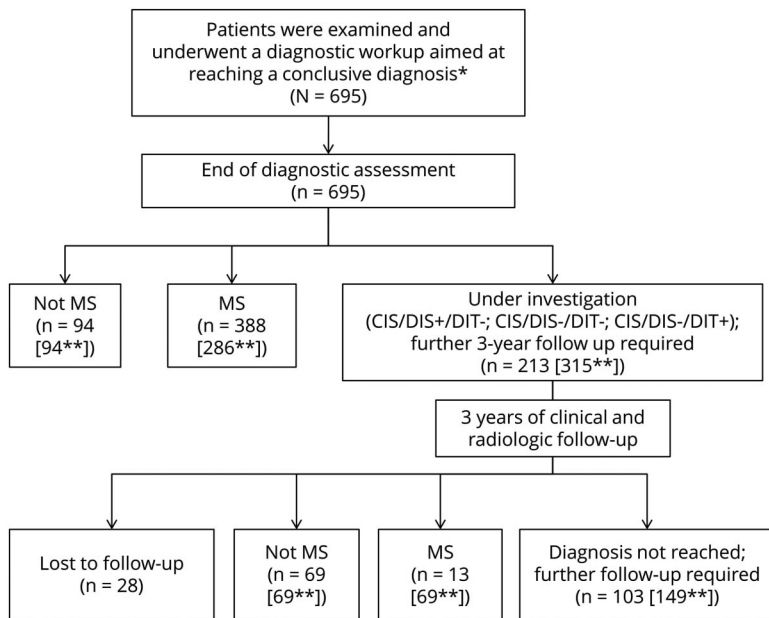 Patients were examined and
underwent a diagnostic workup aimed at
reaching a conclusive diagnosis*
(N = 695)
End of diagnostic assessment
(n = 695)
Not MS
(n = 94
[94**])
MS
(n = 388
[286**])
Under investigation
(CIS/DIS+/DIT-; CIS/DIS-/DIT-; CIS/DIS-/DIT+);
further 3-year follow up required
(n = 213 [315**])
3 years of clinical and
radiologic follow-up
Lost to follow-up
(n = 28)
Not MS
(n = 69
[69**])
MS
(n = 13
[69**])
Diagnosis not reached;
further follow-up required
(n = 103 [149**])